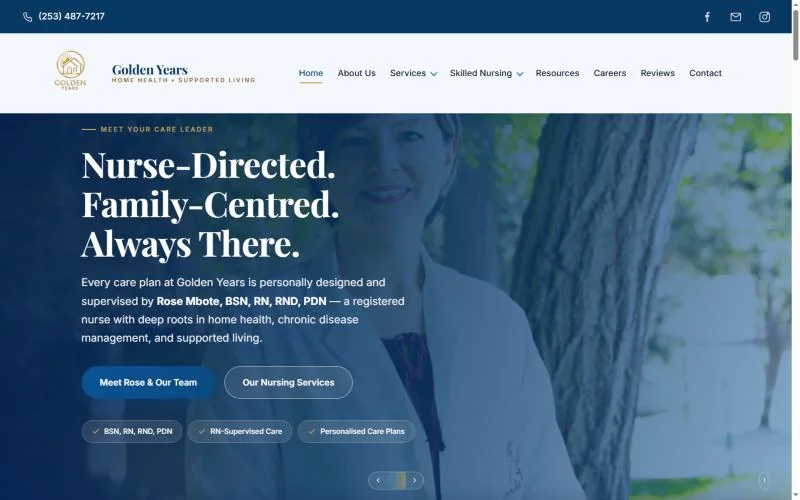 (253) 487-7217
GOLDEN
YEARS
Golden Years
HOME HEALTH • SUPPORTED LIVING
Home
About Us
Services
Skilled Nursing
Resources
Careers
Reviews
Contact
MEET YOUR CARE LEADER
Nurse-Directed.
Family-Centred.
Always There.
Every care plan at Golden Years is personally designed and
supervised by Rose Mbote, BSN, RN, RND, PDN — a registered
nurse with deep roots in home health, chronic disease
management, and supported living.
Meet Rose & Our Team
Our Nursing Services
BSN, RN, RND, PDN
RN-Supervised Care
Personalised Care Plans